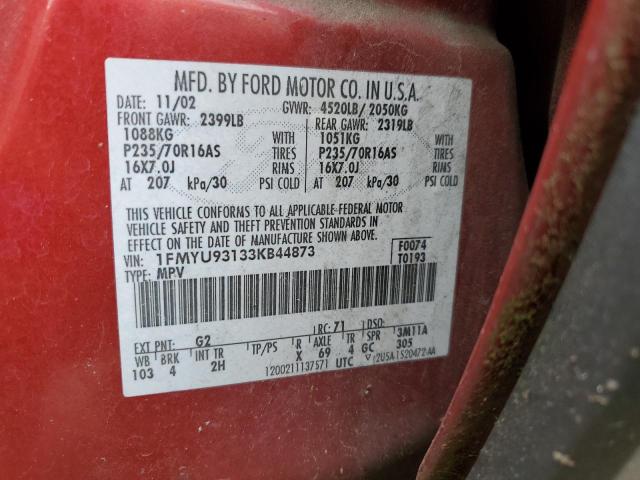 MFD. BY FORD MOTOR CO. IN U.S.A.
DATE: 11/02 GVWR: 4520LB/ 2050KG
FRONT GAWR: 2399LB REAR GAWR: 2319LB
1088KG WITH 1051KG WITH
P235/70R16AS TIRES P235/70R16AS TIRES
16X7.0J RIMS 16X7.0J RIMS
AT 207 kPa/30 PSI COLD AT 207 kPa/30 PSI COLD
THIS VEHICLE CONFORMS TO ALL APPLICABLE FEDERAL MOTOR
VEHICLE SAFETY AND THEFT PREVENTION STANDARDS IN
EFFECT ON THE DATE OF MANUFACTURE SHOWN ABOVE.
VIN: 1FMYU93133KB44873 F0074
TYPE: MPV T0193
EXT PNT: G2 RC: 71 DSO:
WB BRK INT TR TP/PS R AXLE TR SPR 3M11A
103 4 2H X 69 4 GC 305
1200211137571 UTC